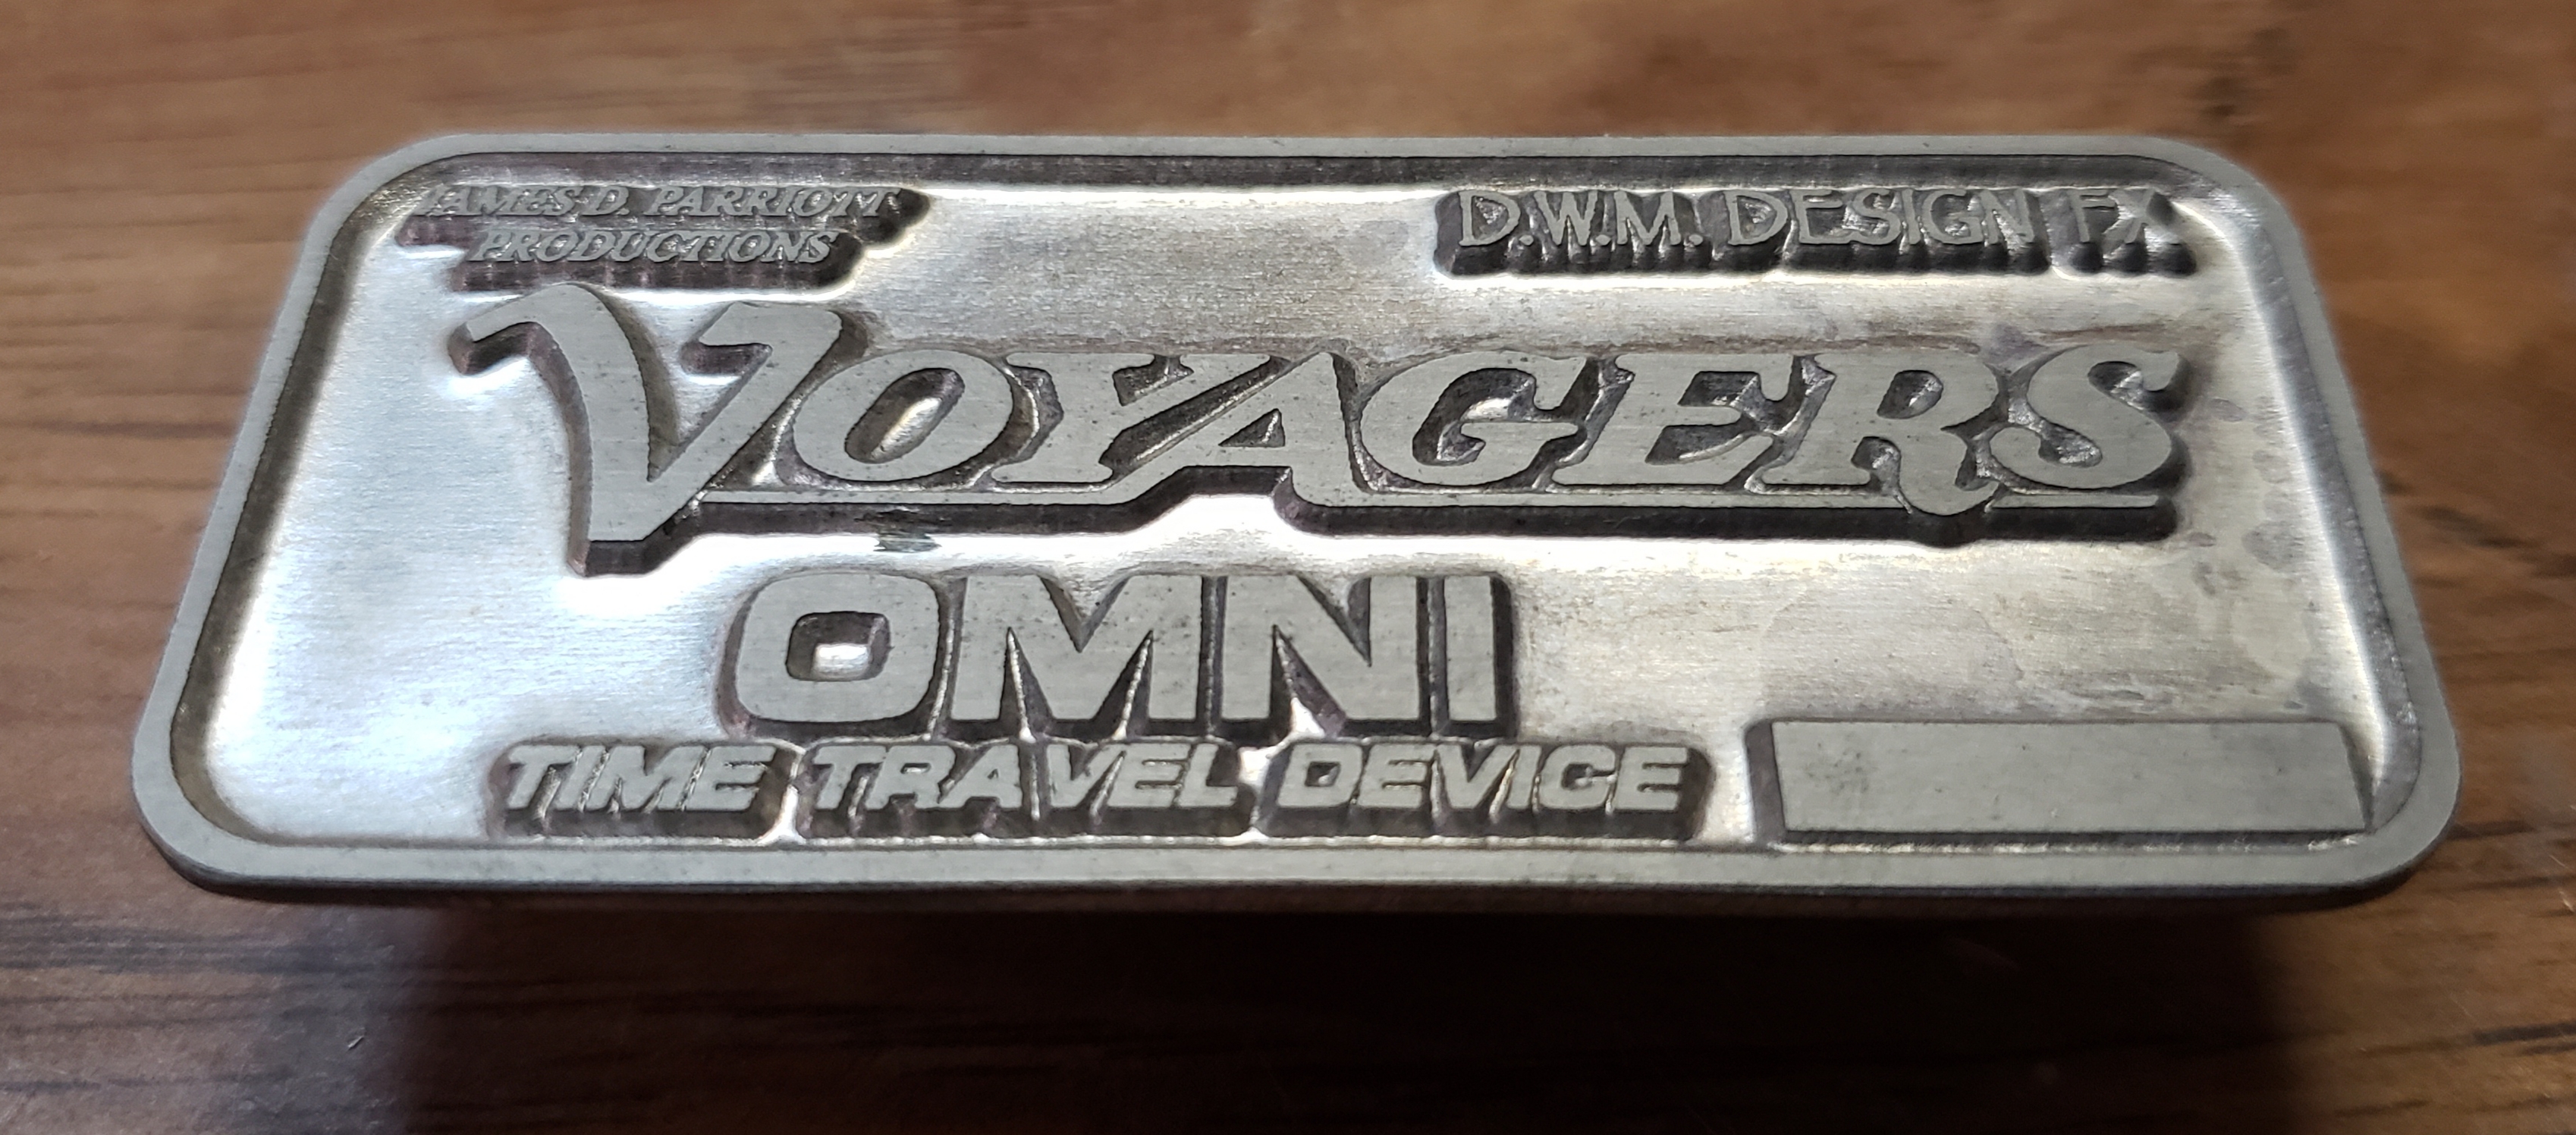 JAMES D. PARRIOTT
PRODUCTIONS
D.W.M. DESIGN FX
VOYAGERS
OMNI
TIME TRAVEL DEVICE